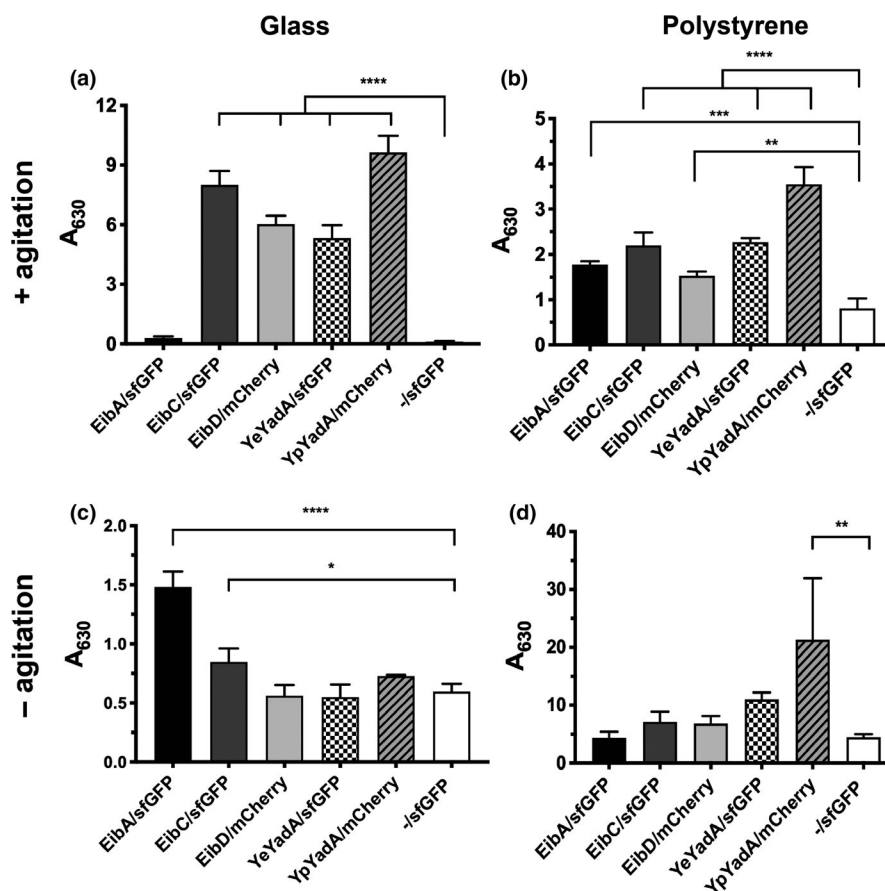 Glass
Polystyrene
+ agitation
– agitation
(a)
****
12
9
6
3
0
A630
EibA/sfGFP
EibC/sfGFP
EibD/mCherry
YeYadA/sfGFP
YpYadA/mCherry
-/sfGFP
(b)
****
***
**
5
4
3
2
1
0
A630
EibA/sfGFP
EibC/sfGFP
EibD/mCherry
YeYadA/sfGFP
YpYadA/mCherry
-/sfGFP
(c)
****
*
2.0
1.5
1.0
0.5
0.0
A630
EibA/sfGFP
EibC/sfGFP
EibD/mCherry
YeYadA/sfGFP
YpYadA/mCherry
-/sfGFP
(d)
**
40
30
20
10
0
A630
EibA/sfGFP
EibC/sfGFP
EibD/mCherry
YeYadA/sfGFP
YpYadA/mCherry
-/sfGFP